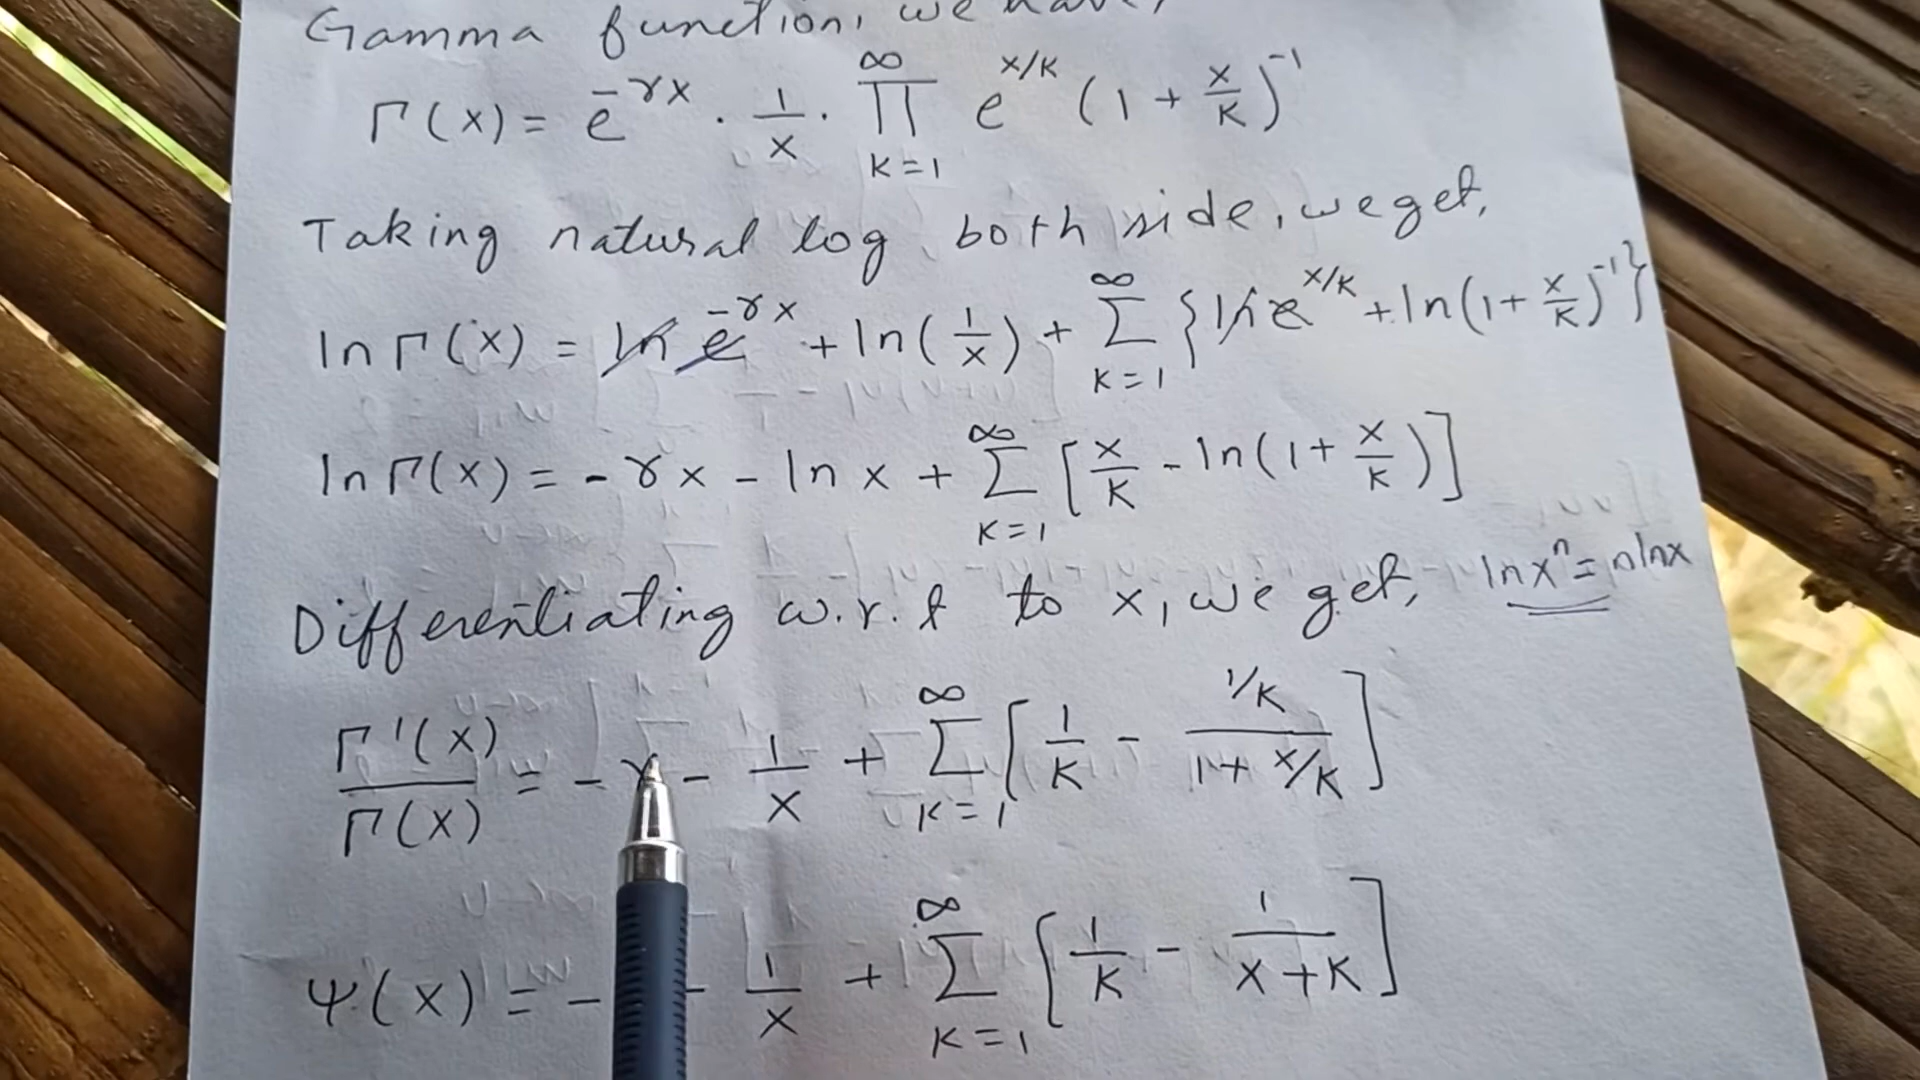 Gamma function, we have,
Γ(x) = e^{-γx} · 1/x · ∏_{k=1}^{∞} e^{x/k} (1 + x/k)^{-1}
Taking natural log both side, we get,
ln Γ(x) = ln e^{-γx} + ln(1/x) + ∑_{k=1}^{∞} {ln e^{x/k} + ln(1 + x/k)^{-1}}
ln Γ(x) = -γx - ln x + ∑_{k=1}^{∞} [x/k - ln(1 + x/k)]
Differentiating w.r.t to x, we get, ln x^n = n ln x
Γ'(x)/Γ(x) = -γ - 1/x + ∑_{k=1}^{∞} [1/k - (1/k)/(1 + x/k)]
Ψ(x) = - - 1/x + ∑_{k=1}^{∞} [1/k - 1/(x+k)]